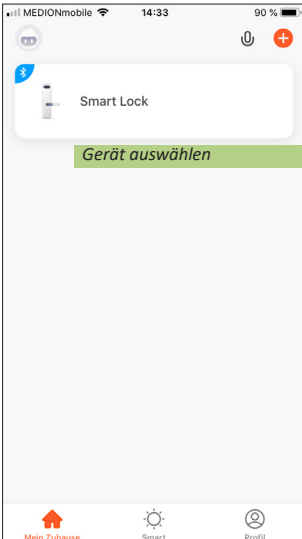 MEDIONmobile 14:33 90 %
Smart Lock
Gerät auswählen
Mein Zuhause Smart Profil